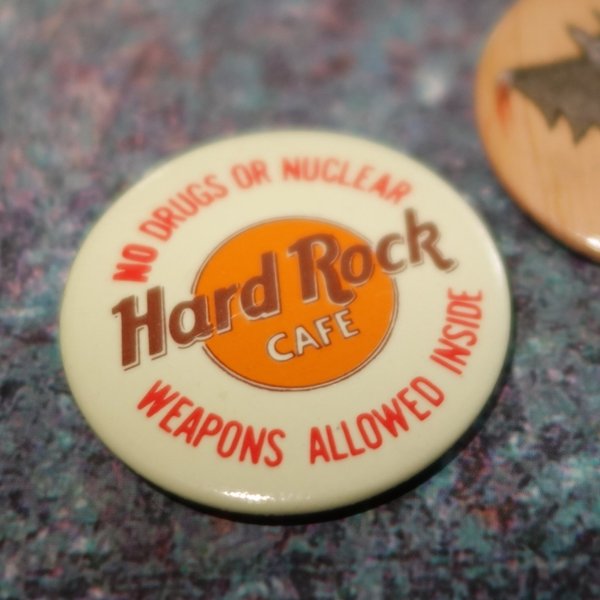 NO DRUGS OR NUCLEAR
Hard Rock
CAFE
WEAPONS ALLOWED INSIDE